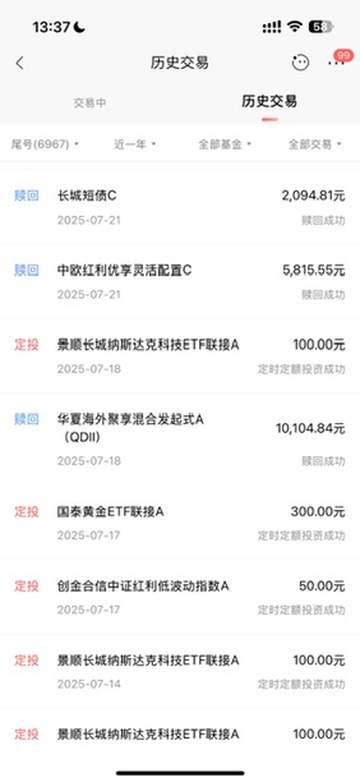 13:37
58
历史交易
99
交易中
历史交易
尾号(6967)
近一年
全部基金
全部交易
赎回
长城短债C
2,094.81元
2025-07-21
赎回成功
赎回
中欧红利优享灵活配置C
5,815.55元
2025-07-21
赎回成功
定投
景顺长城纳斯达克科技ETF联接A
100.00元
2025-07-18
定时定额投资成功
赎回
华夏海外聚享混合发起式A
（QDII）
10,104.84元
2025-07-18
赎回成功
定投
国泰黄金ETF联接A
300.00元
2025-07-17
定时定额投资成功
定投
创金合信中证红利低波动指数A
50.00元
2025-07-17
定时定额投资成功
定投
景顺长城纳斯达克科技ETF联接A
100.00元
2025-07-14
定时定额投资成功
定投
景顺长城纳斯达克科技ETF联接A
100.00元